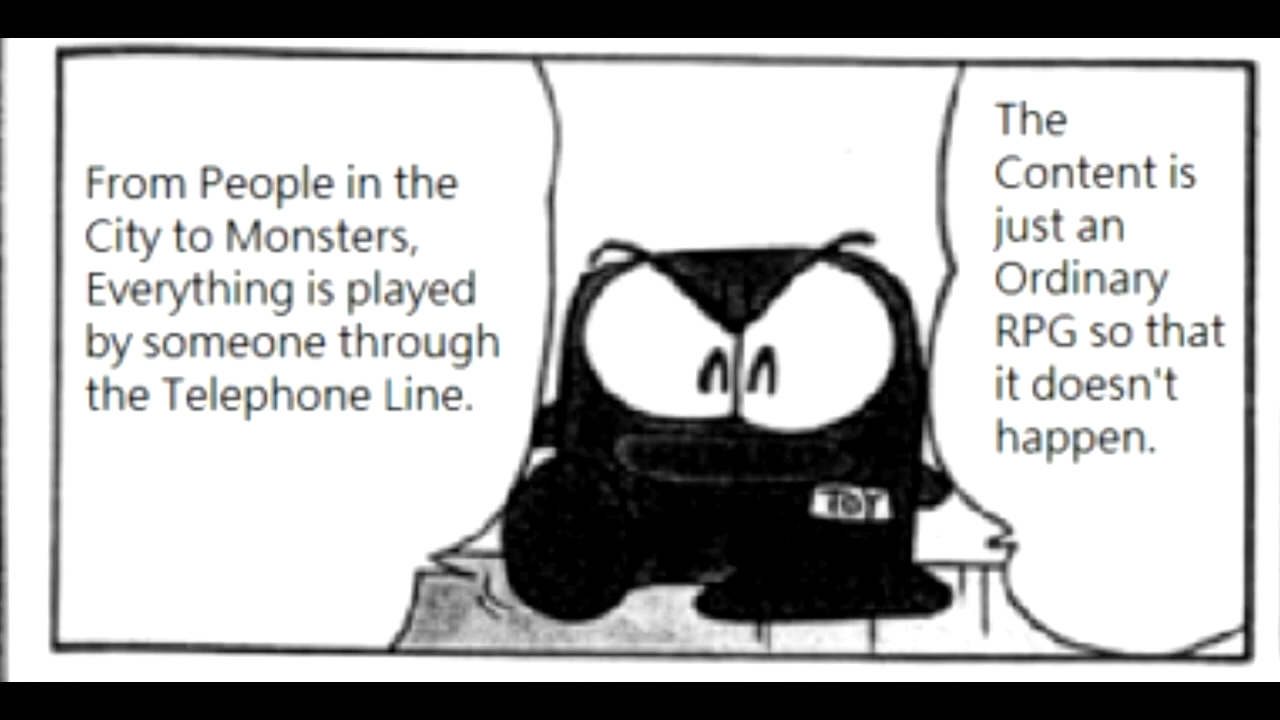 From People in the
City to Monsters,
Everything is played
by someone through
the Telephone Line.
The
Content is
just an
Ordinary
RPG so that
it doesn't
happen.
TOY